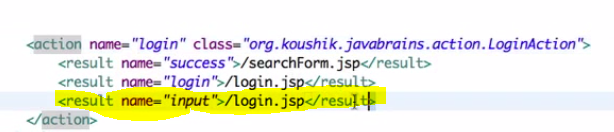 <action name="login" class="org.koushik.javabrains.action.LoginAction">
<result name="success">/searchForm.jsp</result>
<result name="login">/login.jsp</result>
<result name="input">/login.jsp</result>
</action>